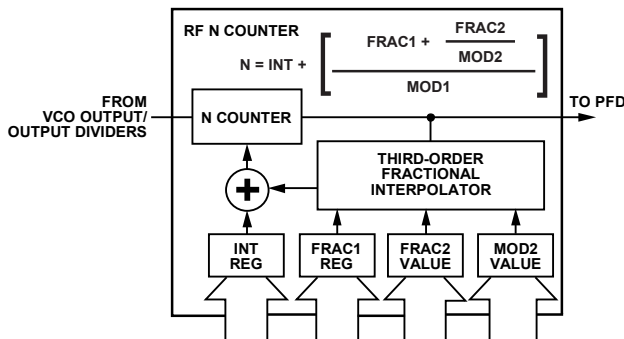 RF N COUNTER
N = INT +
FRAC1 +
FRAC2
MOD2
MOD1
FROM
VCO OUTPUT/
OUTPUT DIVIDERS
N COUNTER
TO PFD
THIRD-ORDER
FRACTIONAL
INTERPOLATOR
+
INT
REG
FRAC1
REG
FRAC2
VALUE
MOD2
VALUE